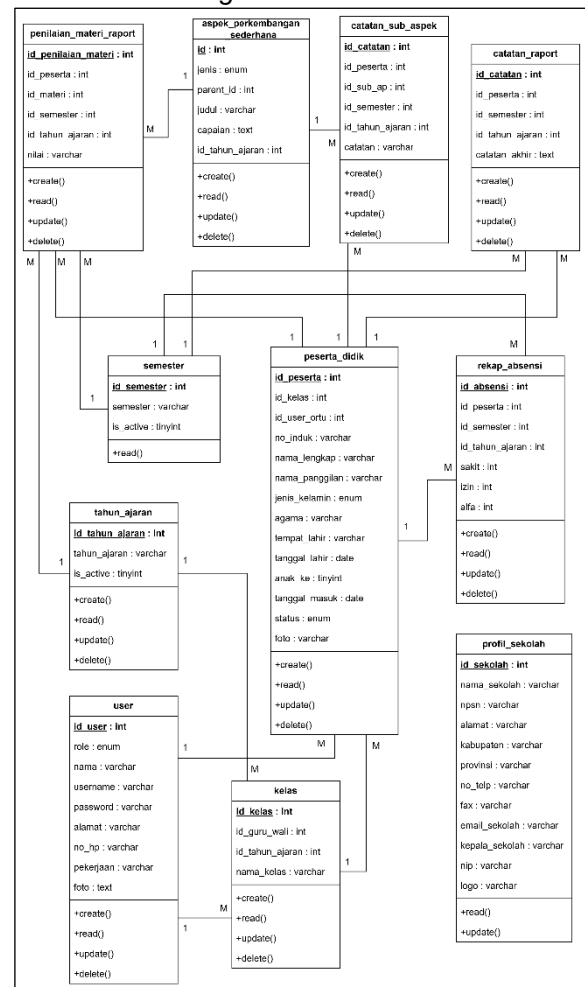 penilaian_materi_raport
id_penilaian_materi : int
id_peserta : int
id_materi : int
id_semester : int
id_tahun_ajaran : int
nilai : varchar
+create()
+read()
+update()
+delete()
aspek_perkembangan
_sederhana
id : int
jenis : enum
parent_id : int
judul : varchar
capaian : text
id_tahun_ajaran : int
+create()
+read()
+update()
+delete()
catatan_sub_aspek
id_catatan : int
id_peserta : int
id_sub_ap : int
id_semester : int
id_tahun_ajaran : int
catatan : varchar
+create()
+read()
+update()
+delete()
catatan_raport
id_catatan : int
id_peserta : int
id_semester : int
id_tahun_ajaran : int
catatan_akhir : text
+create()
+read()
+update()
+delete()
1
M
1
M
M
M
M
M
M
M
1
1
1
1
1
M
semester
id_semester : int
semester : varchar
is_active : tinyint
+read()
1
peserta_didik
id_peserta : int
id_kelas : int
id_user_ortu : int
no_induk : varchar
nama_lengkap : varchar
nama_panggilan : varchar
jenis_kelamin : enum
agama : varchar
tempat_lahir : varchar
tanggal_lahir : date
anak_ke : tinyint
tanggal_masuk : date
status : enum
foto : varchar
+create()
+read()
+update()
+delete()
rekap_absensi
id_absensi : int
id_peserta : int
id_semester : int
id_tahun_ajaran : int
sakit : int
izin : int
alfa : int
+create()
+read()
+update()
+delete()
M
1
tahun_ajaran
id_tahun_ajaran : int
tahun_ajaran : varchar
is_active : tinyint
+create()
+read()
+update()
+delete()
1
1
user
id_user : int
role : enum
nama : varchar
username : varchar
password : varchar
alamat : varchar
no_hp : varchar
pekerjaan : varchar
foto : text
+create()
+read()
+update()
+delete()
1
M
M
M
kelas
id_kelas : int
id_guru_wali : int
id_tahun_ajaran : int
nama_kelas : varchar
+create()
+read()
+update()
+delete()
1
M
1
profil_sekolah
id_sekolah : int
nama_sekolah : varchar
npsn : varchar
alamat : varchar
kabupaten : varchar
provinsi : varchar
no_telp : varchar
fax : varchar
email_sekolah : varchar
kepala_sekolah : varchar
nip : varchar
logo : varchar
+read()
+update()